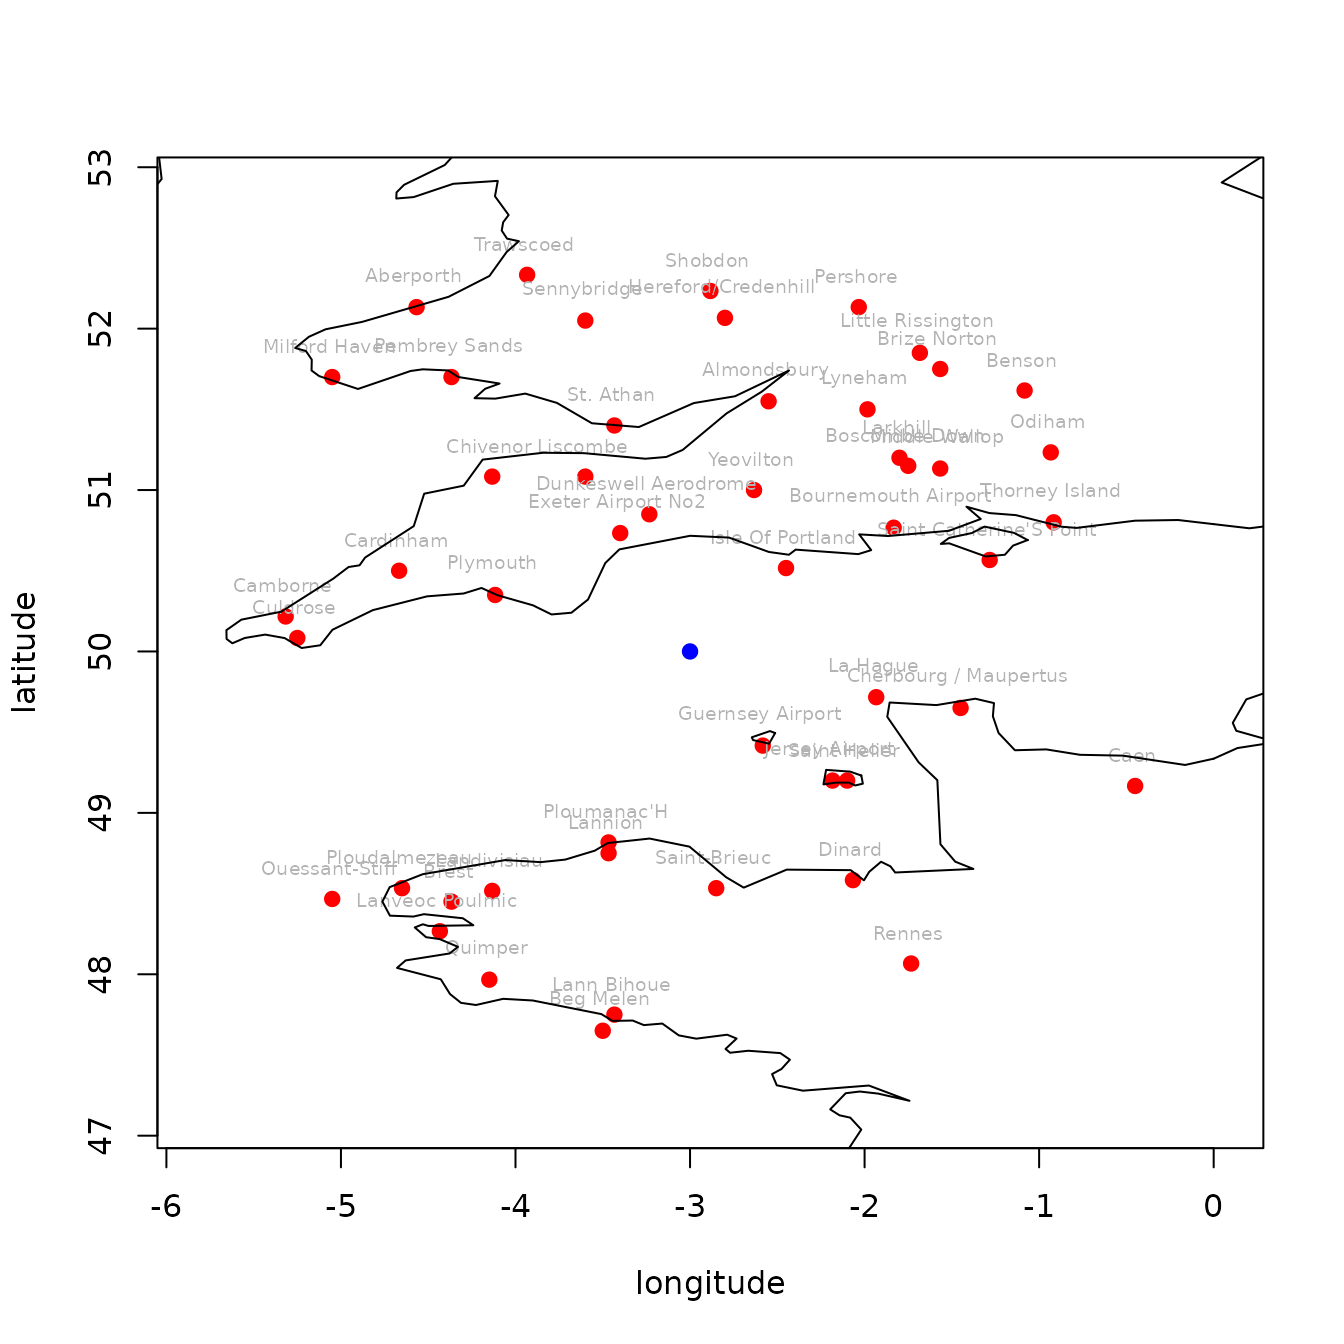 53
52
51
50
49
48
47
latitude
Trawscoed
Shobdon
Aberporth
Pershore
Sennybridge
Hereford/Credenhill
Little Rissington
Brize Norton
Milford Haven
Pembrey Sands
Benson
Almondsbury
Lyneham
St. Athan
Odiham
Larkhill
Boscombe Down
Middle Wallop
Chivenor
Liscombe
Yeovilton
Dunkeswell Aerodrome
Thorney Island
Bournemouth Airport
Exeter Airport No2
Saint Catherine'S Point
Isle Of Portland
Cardinham
Plymouth
Camborne
Culdrose
La Hague
Cherbourg / Maupertus
Guernsey Airport
Jersey Airport
Saint Helier
Caen
Ploumanac'H
Lannion
Dinard
Ploudalmezeau
Landivisiau
Saint-Brieuc
Ouessant-Stiff
Brest
Lanveoc Poulmic
Rennes
Quimper
Lann Bihoue
Beg Melen
-6 -5 -4 -3 -2 -1 0
longitude